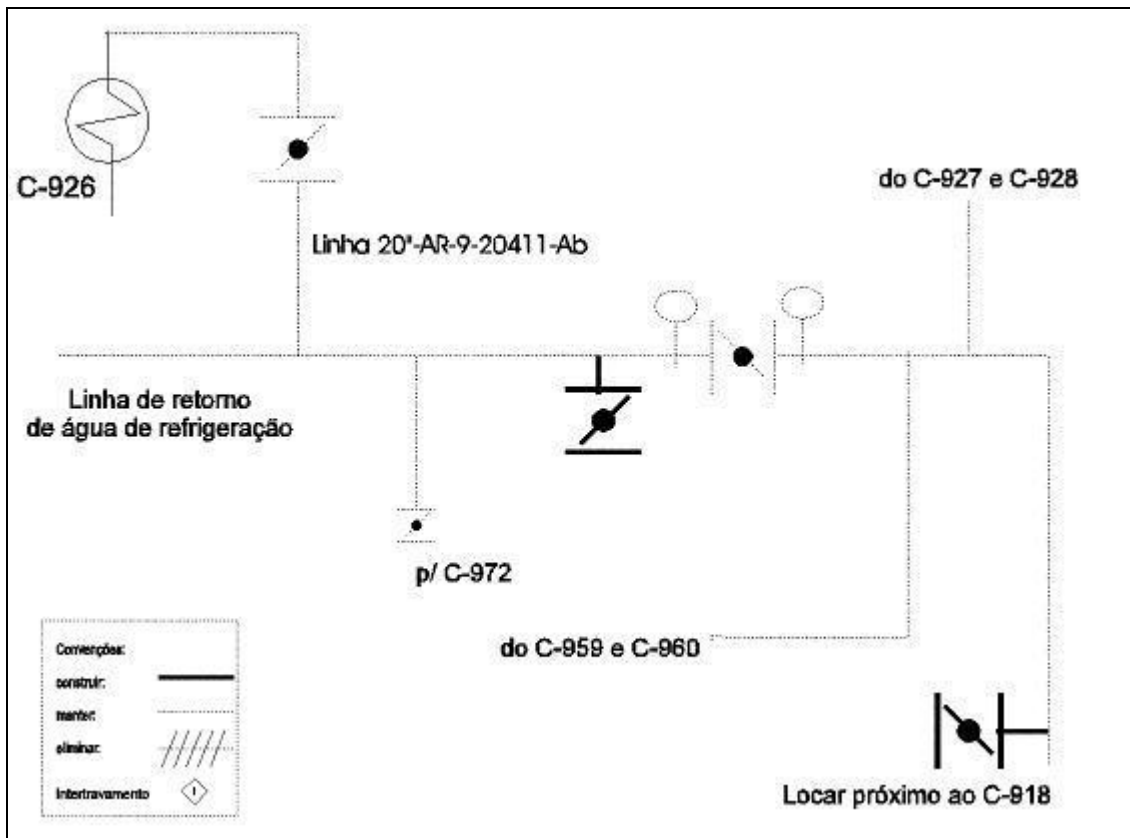 C-926
do C-927 e C-928
Linha 20"-AR-9-20411-Ab
Linha de retorno
de água de refrigeração
p/ C-972
do C-959 e C-960
Convenções:
construir:
manter:
eliminar:
Intertravamento
I
Locar próximo ao C-918